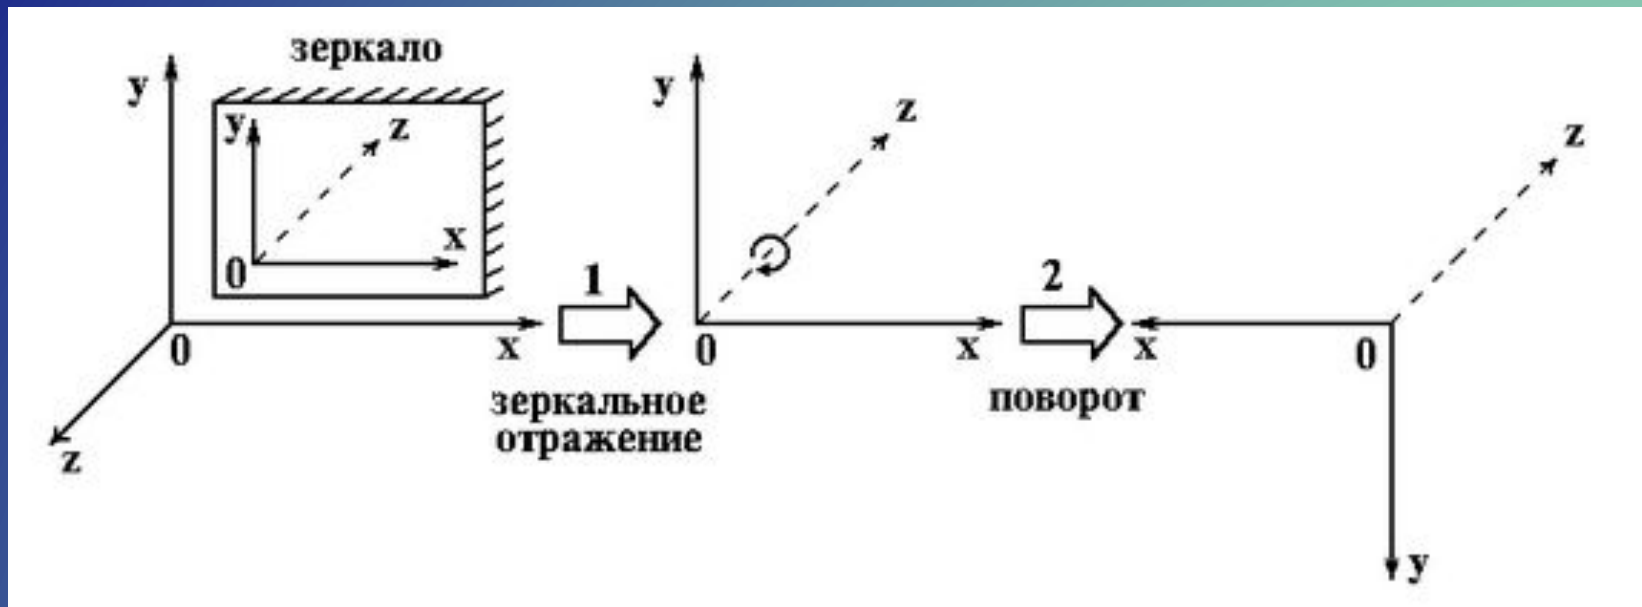 зеркало
y
y
z
x
0
0
x
z
1
зеркальное
отражение
y
z
0
x
2
поворот
z
x
0
y